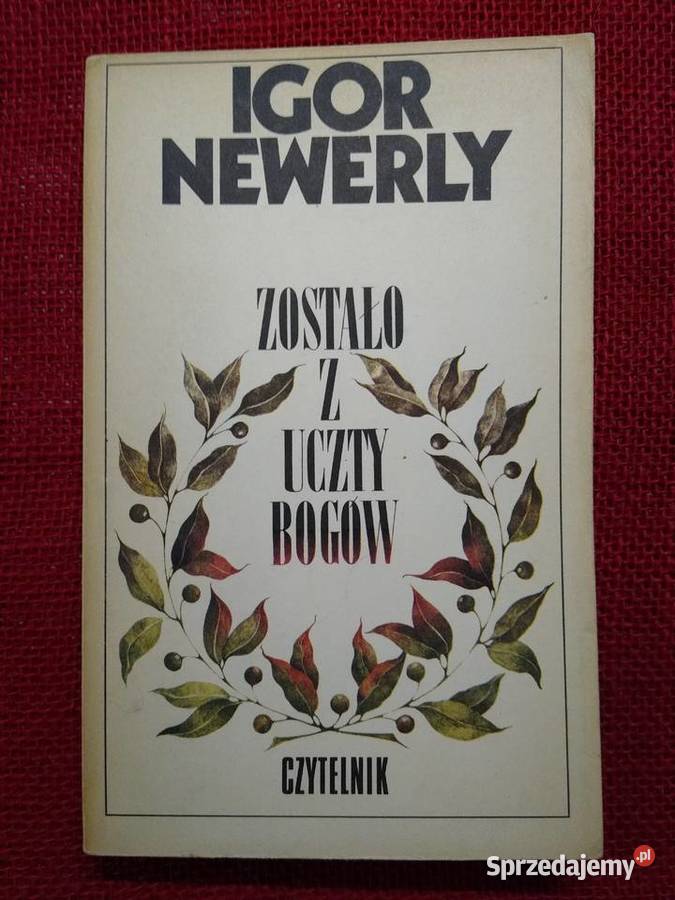 IGOR
NEWERLY
ZOSTAŁO
Z
UCZTY
BOGÓW
CZYTELNIK
Sprzedajemy.pl